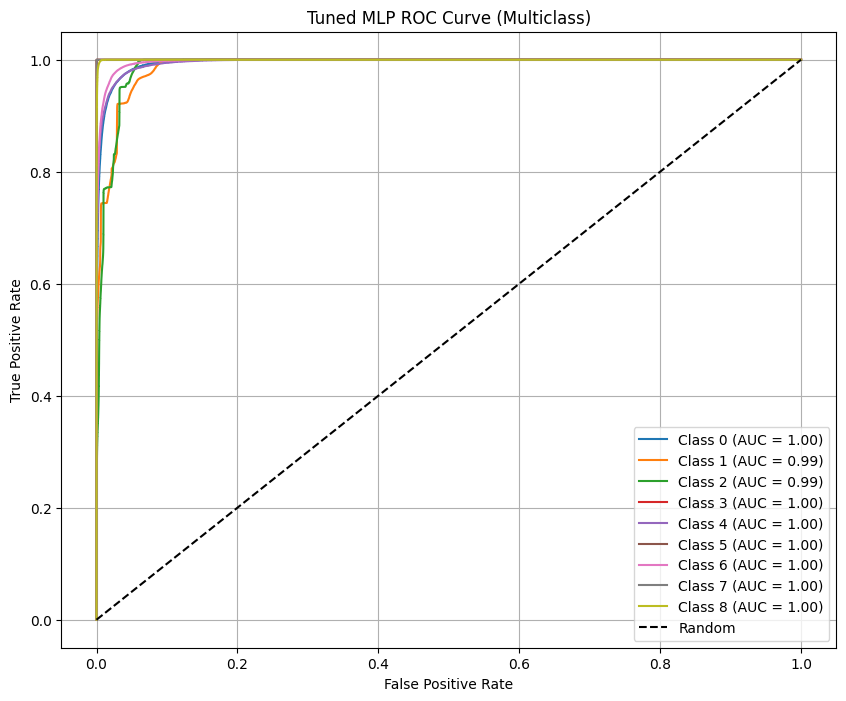 Tuned MLP ROC Curve (Multiclass)
True Positive Rate
1.0
0.8
0.6
0.4
0.2
0.0
Class 0 (AUC = 1.00)
Class 1 (AUC = 0.99)
Class 2 (AUC = 0.99)
Class 3 (AUC = 1.00)
Class 4 (AUC = 1.00)
Class 5 (AUC = 1.00)
Class 6 (AUC = 1.00)
Class 7 (AUC = 1.00)
Class 8 (AUC = 1.00)
Random
0.0 0.2 0.4 0.6 0.8 1.0
False Positive Rate